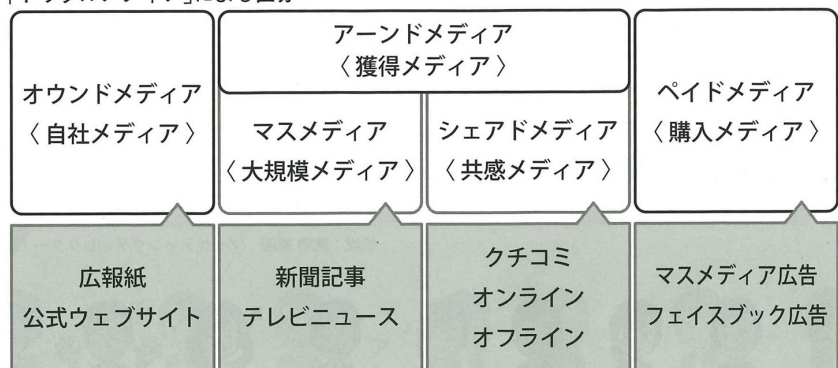 アーンドメディア
〈 獲得メディア 〉
オウンドメディア
〈 自社メディア 〉
マスメディア
〈 大規模メディア 〉
シェアドメディア
〈 共感メディア 〉
ペイドメディア
〈 購入メディア 〉
広報紙
公式ウェブサイト
新聞記事
テレビニュース
クチコミ
オンライン
オフライン
マスメディア広告
フェイスブック広告